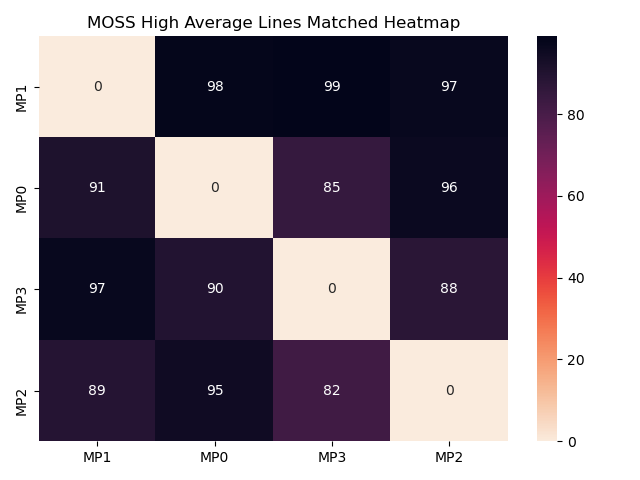 MOSS High Average Lines Matched Heatmap
MP1 0 98 99 97
MP0 91 0 85 96
MP3 97 90 0 88
MP2 89 95 82 0
MP1 MP0 MP3 MP2
80
60
40
20
0